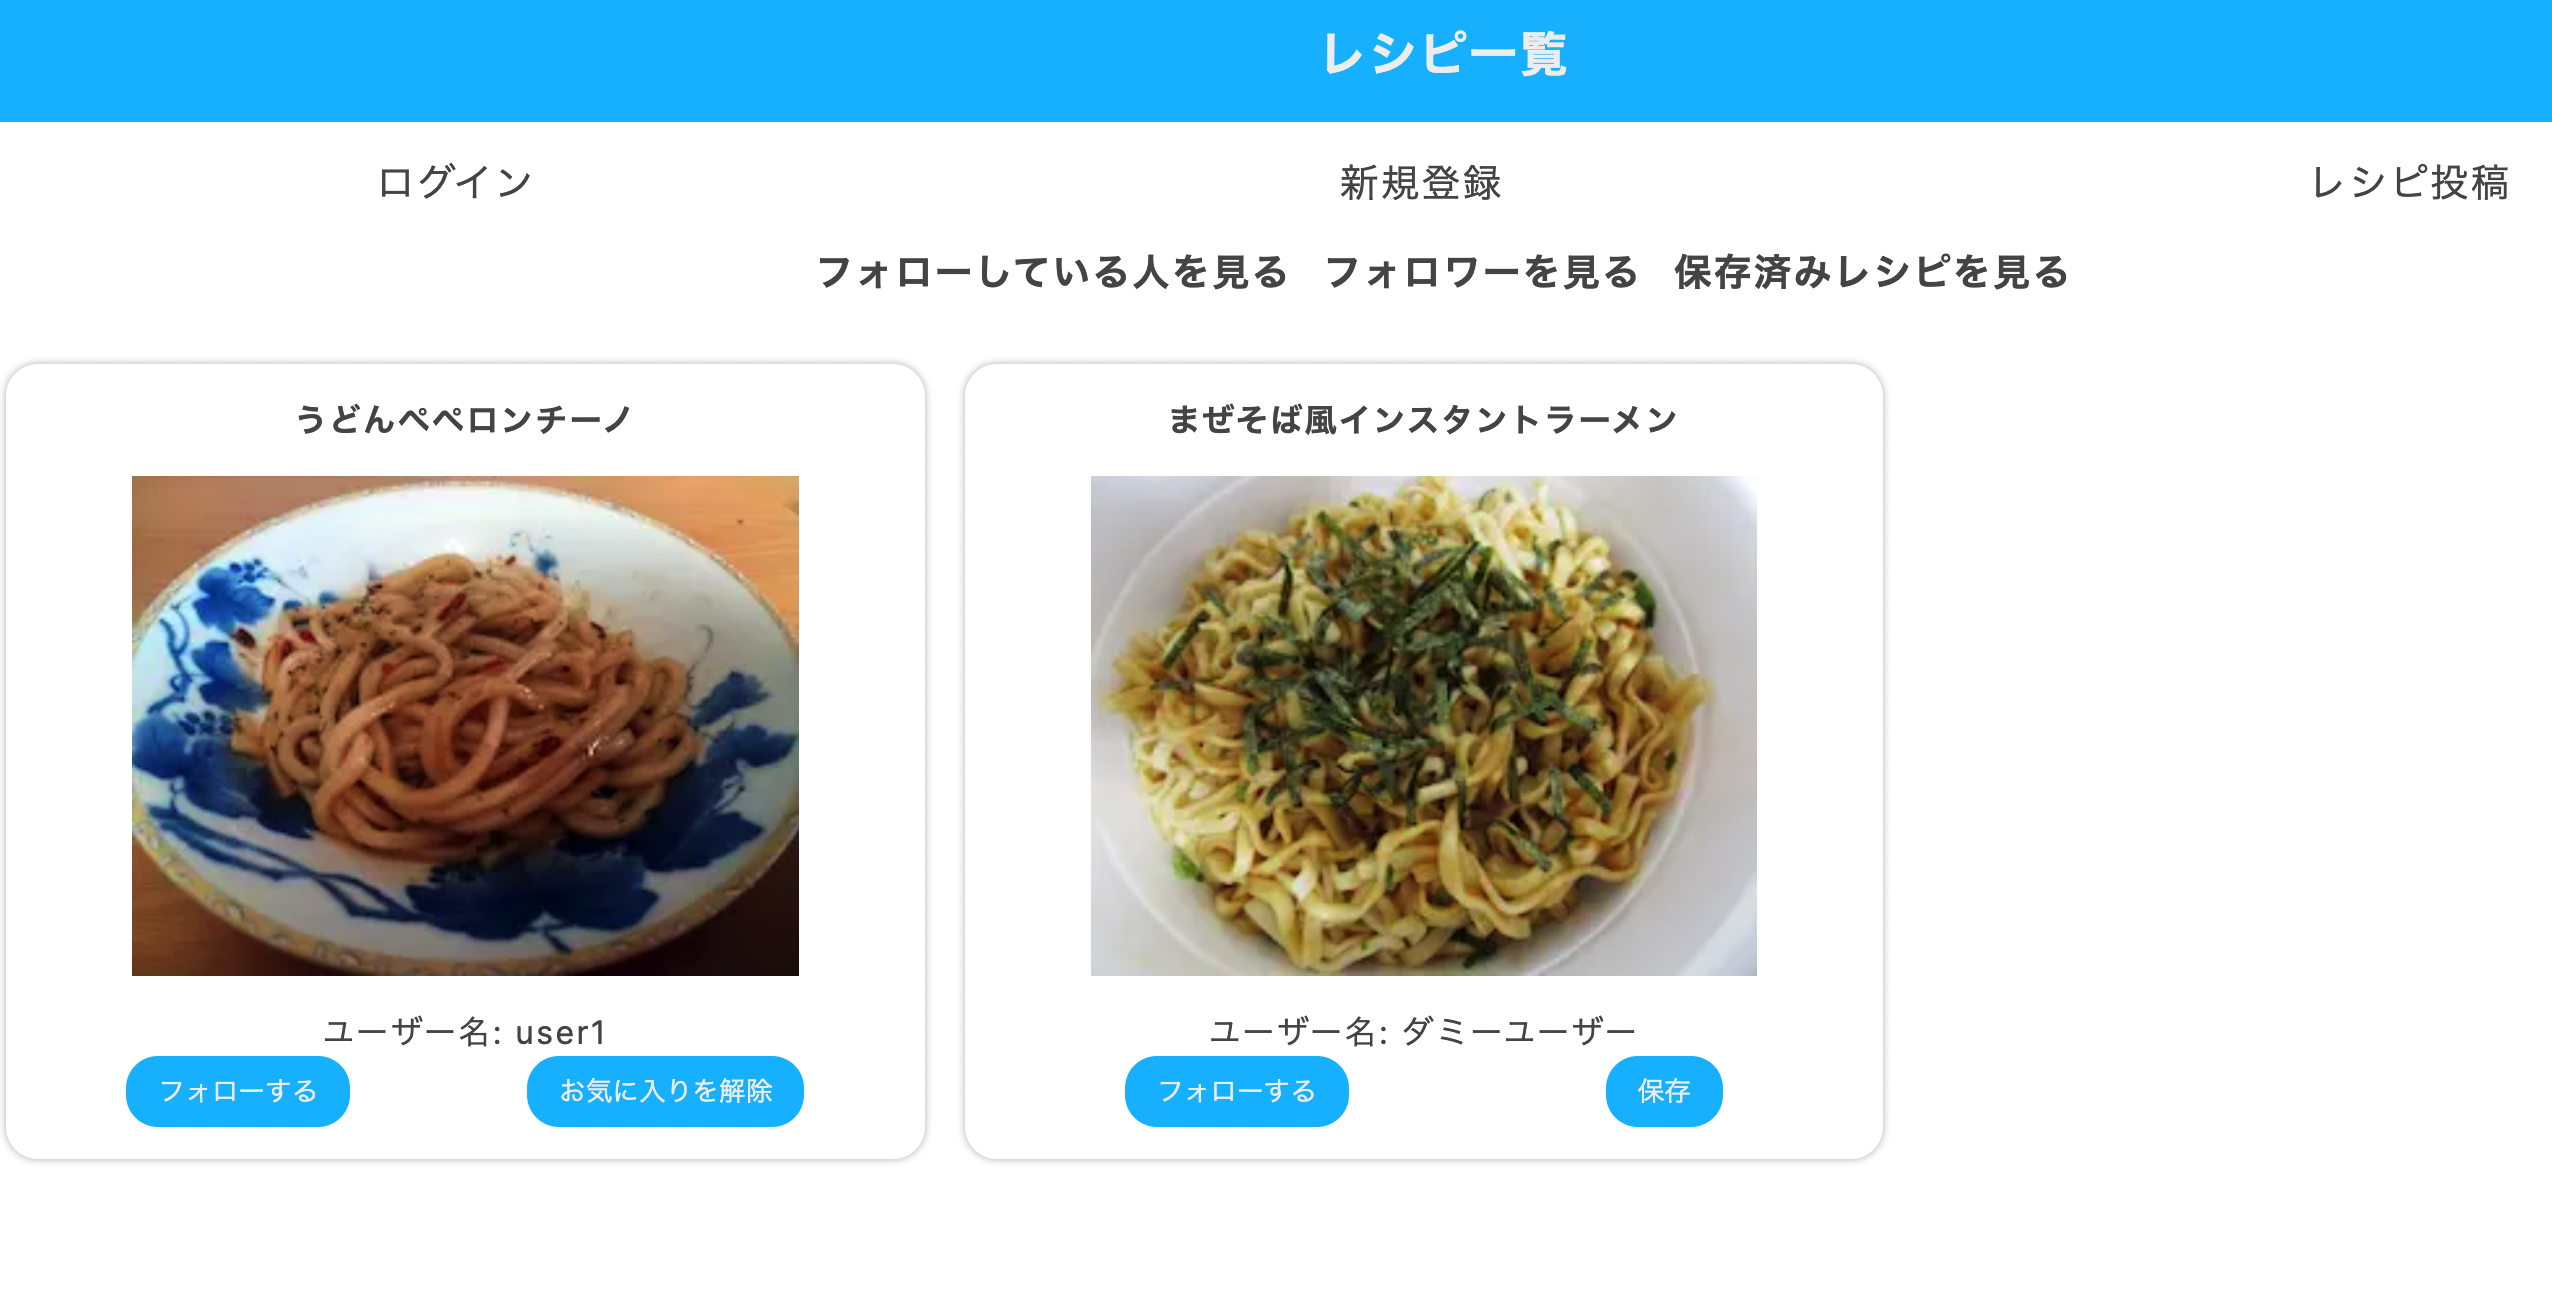 レシピ一覧
ログイン 新規登録 レシピ投稿
フォローしている人を見る フォロワーを見る 保存済みレシピを見る
うどんペペロンチーノ
ユーザー名: user1
フォローする お気に入りを解除
まぜそば風インスタントラーメン
ユーザー名: ダミーユーザー
フォローする 保存